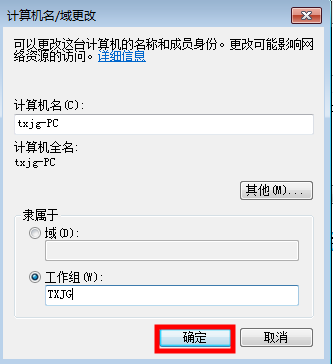 计算机名/域更改
可以更改这台计算机的名称和成员身份。更改可能影响网
络资源的访问。详细信息
计算机名(C):
txjg-PC
计算机全名:
txjg-PC
其他(M)...
隶属于
域(D):
工作组(W):
TXJG
确定
取消